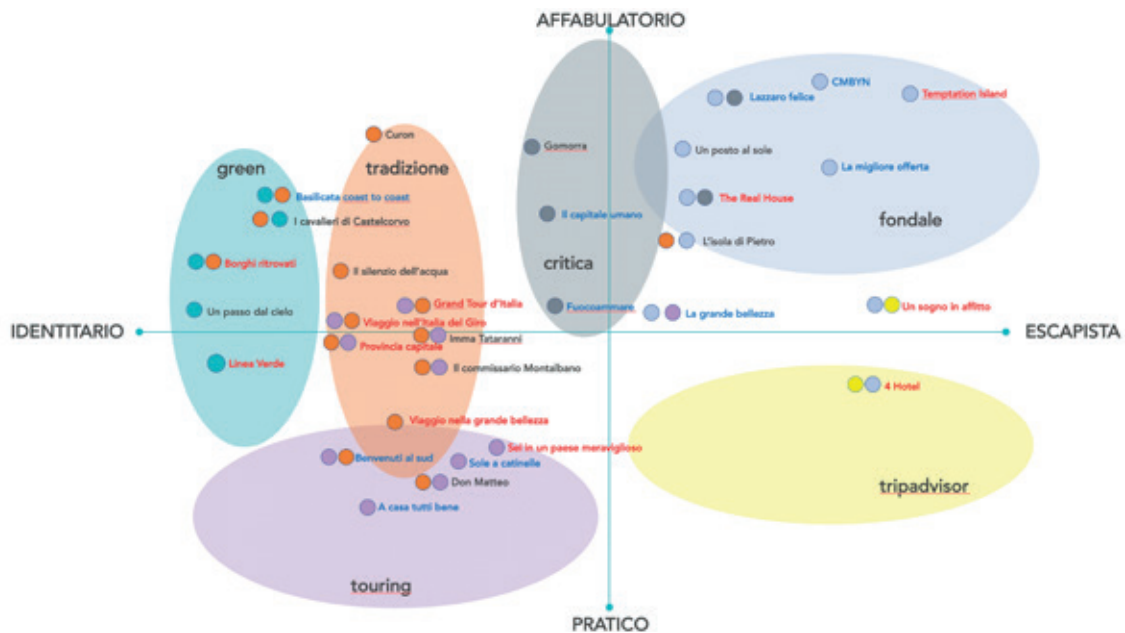 AFFABULATORIO
CMBYN
Lazzaro felice
Temptation Island
Curon
Gomorra
Un posto al sole
green
tradizione
La migliore offerta
Basilicata coast to coast
The Real House
I cavalieri di Castelcorvo
Il capitale umano
fondale
L'isola di Pietro
Borghi ritrovati
critica
Il silenzio dell'acqua
Grand Tour d'Italia
Fuocoammare
Un sogno in affitto
Un passo dal cielo
La grande bellezza
Viaggio nell'Italia del Giro
IDENTITARIO
ESCAPISTA
Imma Tataranni
Provincia capitale
Linea Verde
Il commissario Montalbano
4 Hotel
Viaggio nella grande bellezza
Sei in un paese meraviglioso
Benvenuti al sud
Sole a catinelle
Don Matteo
tripadvisor
A casa tutti bene
touring
PRATICO